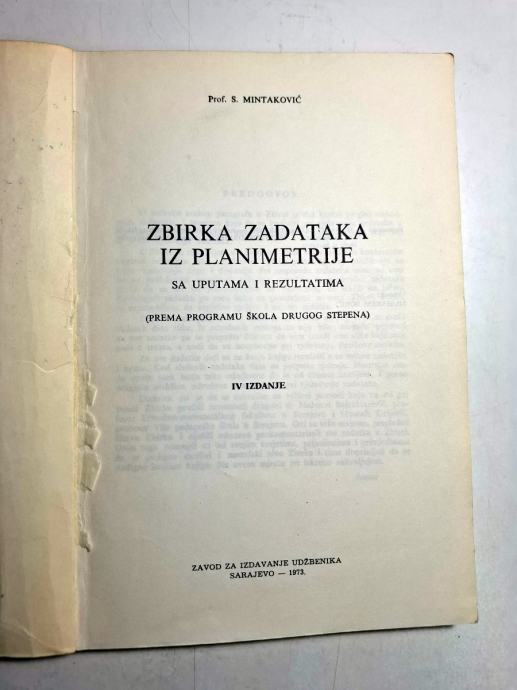 Prof. S. MINTAKOVIĆ
ZBIRKA ZADATAKA
IZ PLANIMETRIJE
SA UPUTAMA I REZULTATIMA
(PREMA PROGRAMU ŠKOLA DRUGOG STEPENA)
IV IZDANJE
ZAVOD ZA IZDAVANJE UDŽBENIKA
SARAJEVO — 1973.